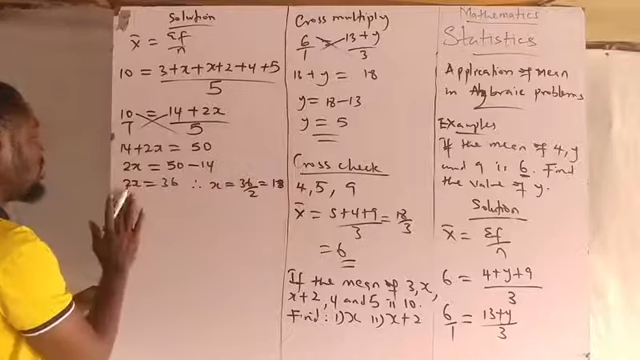 Mathematics
Statistics
Application of mean
in Algebraic problems
Examples
If the mean of 4, y
and 9 is 6. Find
the value of y.
Solution
x̄ = Σf/n
6 = (4+y+9)/3
6/1 = (13+y)/3
Cross multiply
6/1 = (13+y)/3
13+y = 18
y = 18-13
y = 5
Cross check
4, 5, 9
x̄ = (5+4+9)/3 = 18/3
= 6
If the mean of 3, x,
x+2, 4 and 5 is 10.
Find: i) x ii) x+2
Solution
x̄ = Σf/n
10 = (3+x+x+2+4+5)/5
10/1 = (14+2x)/5
14+2x = 50
2x = 50-14
2x = 36 ∴ x = 36/2 = 18